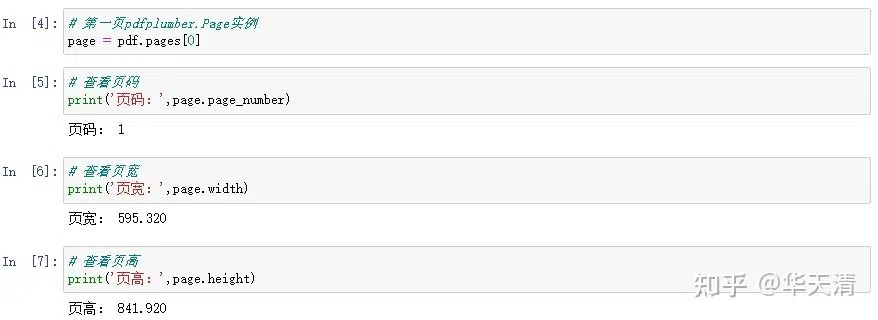 In [4]: # 第一页pdfplumber.Page实例
page = pdf.pages[0]
In [5]: # 查看页码
print('页码：',page.page_number)
页码： 1
In [6]: # 查看页宽
print('页宽：',page.width)
页宽： 595.320
In [7]: # 查看页高
print('页高：',page.height)
页高： 841.920
知乎 @华天清